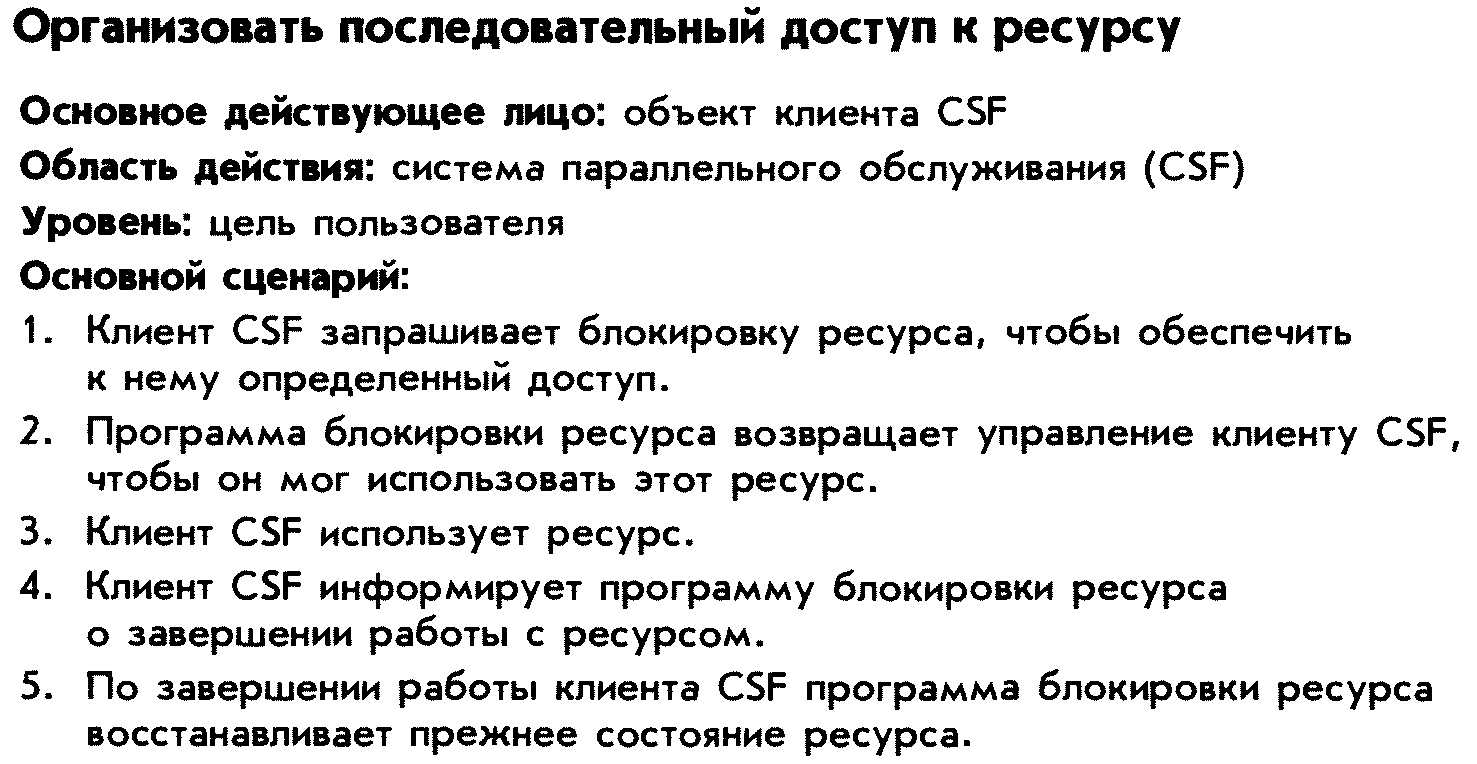 Организовать последовательный доступ к ресурсу
Основное действующее лицо: объект клиента CSF
Область действия: система параллельного обслуживания (CSF)
Уровень: цель пользователя
Основной сценарий:
1. Клиент CSF запрашивает блокировку ресурса, чтобы обеспечить
к нему определенный доступ.
2. Программа блокировки ресурса возвращает управление клиенту CSF,
чтобы он мог использовать этот ресурс.
3. Клиент CSF использует ресурс.
4. Клиент CSF информирует программу блокировки ресурса
о завершении работы с ресурсом.
5. По завершении работы клиента CSF программа блокировки ресурса
восстанавливает прежнее состояние ресурса.